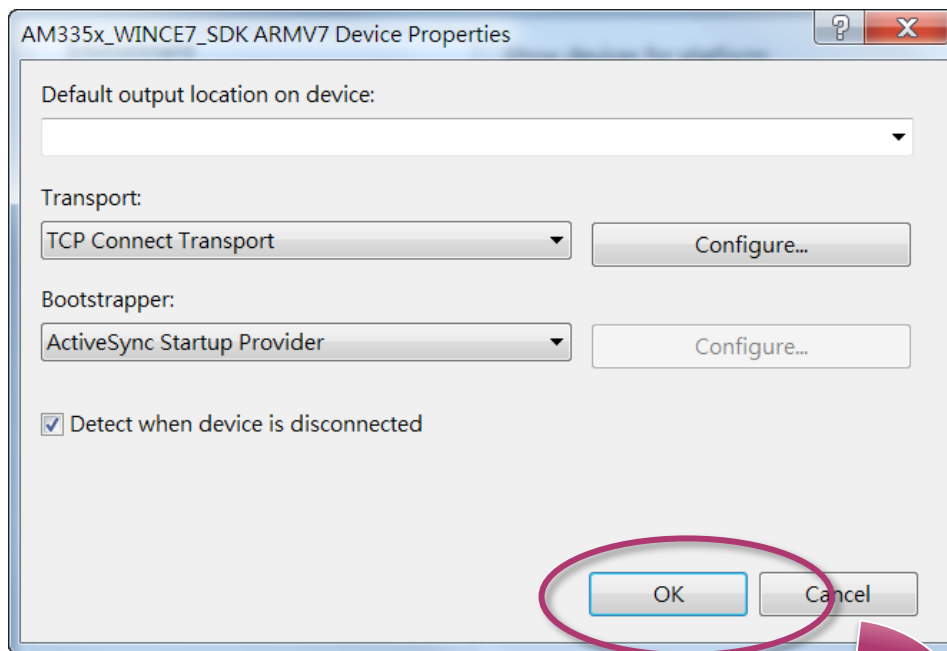 AM335x_WINCE7_SDK ARMV7 Device Properties
Default output location on device:
Transport:
TCP Connect Transport
Configure...
Bootstrapper:
ActiveSync Startup Provider
Configure...
Detect when device is disconnected
OK
Cancel